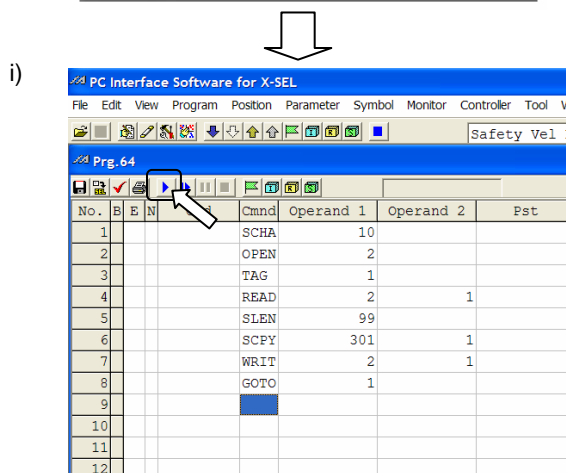 i)
PC Interface Software for X-SEL
File Edit View Program Position Parameter Symbol Monitor Controller Tool
Safety Vel
Prg.64
No. B E N Cnd Cmnd Operand 1 Operand 2 Pst
1 SCHA 10
2 OPEN 2
3 TAG 1
4 READ 2 1
5 SLEN 99
6 SCPY 301 1
7 WRIT 2 1
8 GOTO 1
9
10
11
12